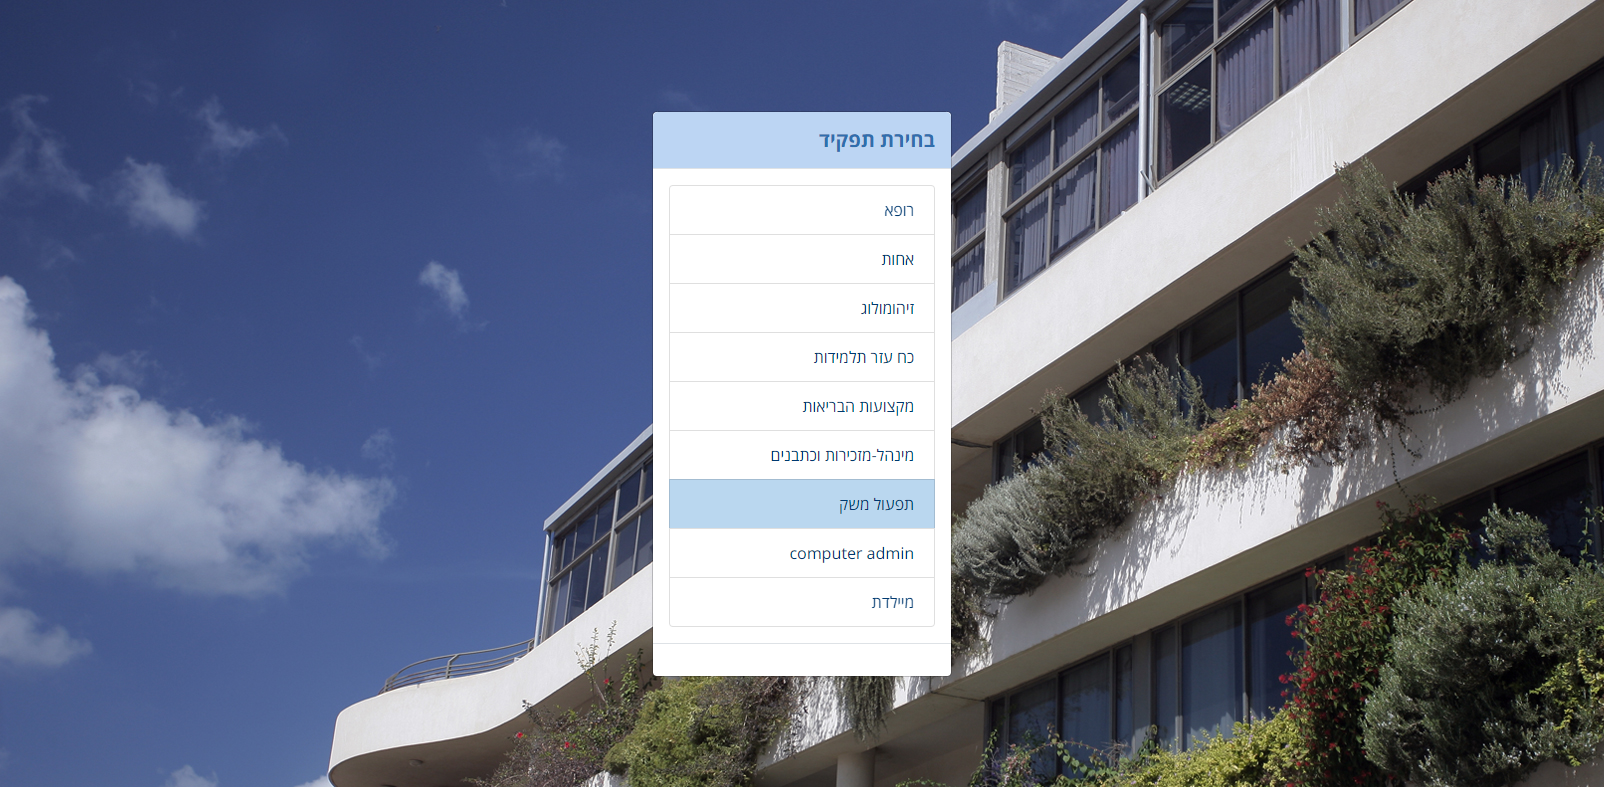 בחירת תפקיד
רופא
אחות
זיהומולוג
כח עזר תלמידות
מקצועות הבריאות
מינהל-מזכירות וכתבנים
תפעול משק
computer admin
מיילדת